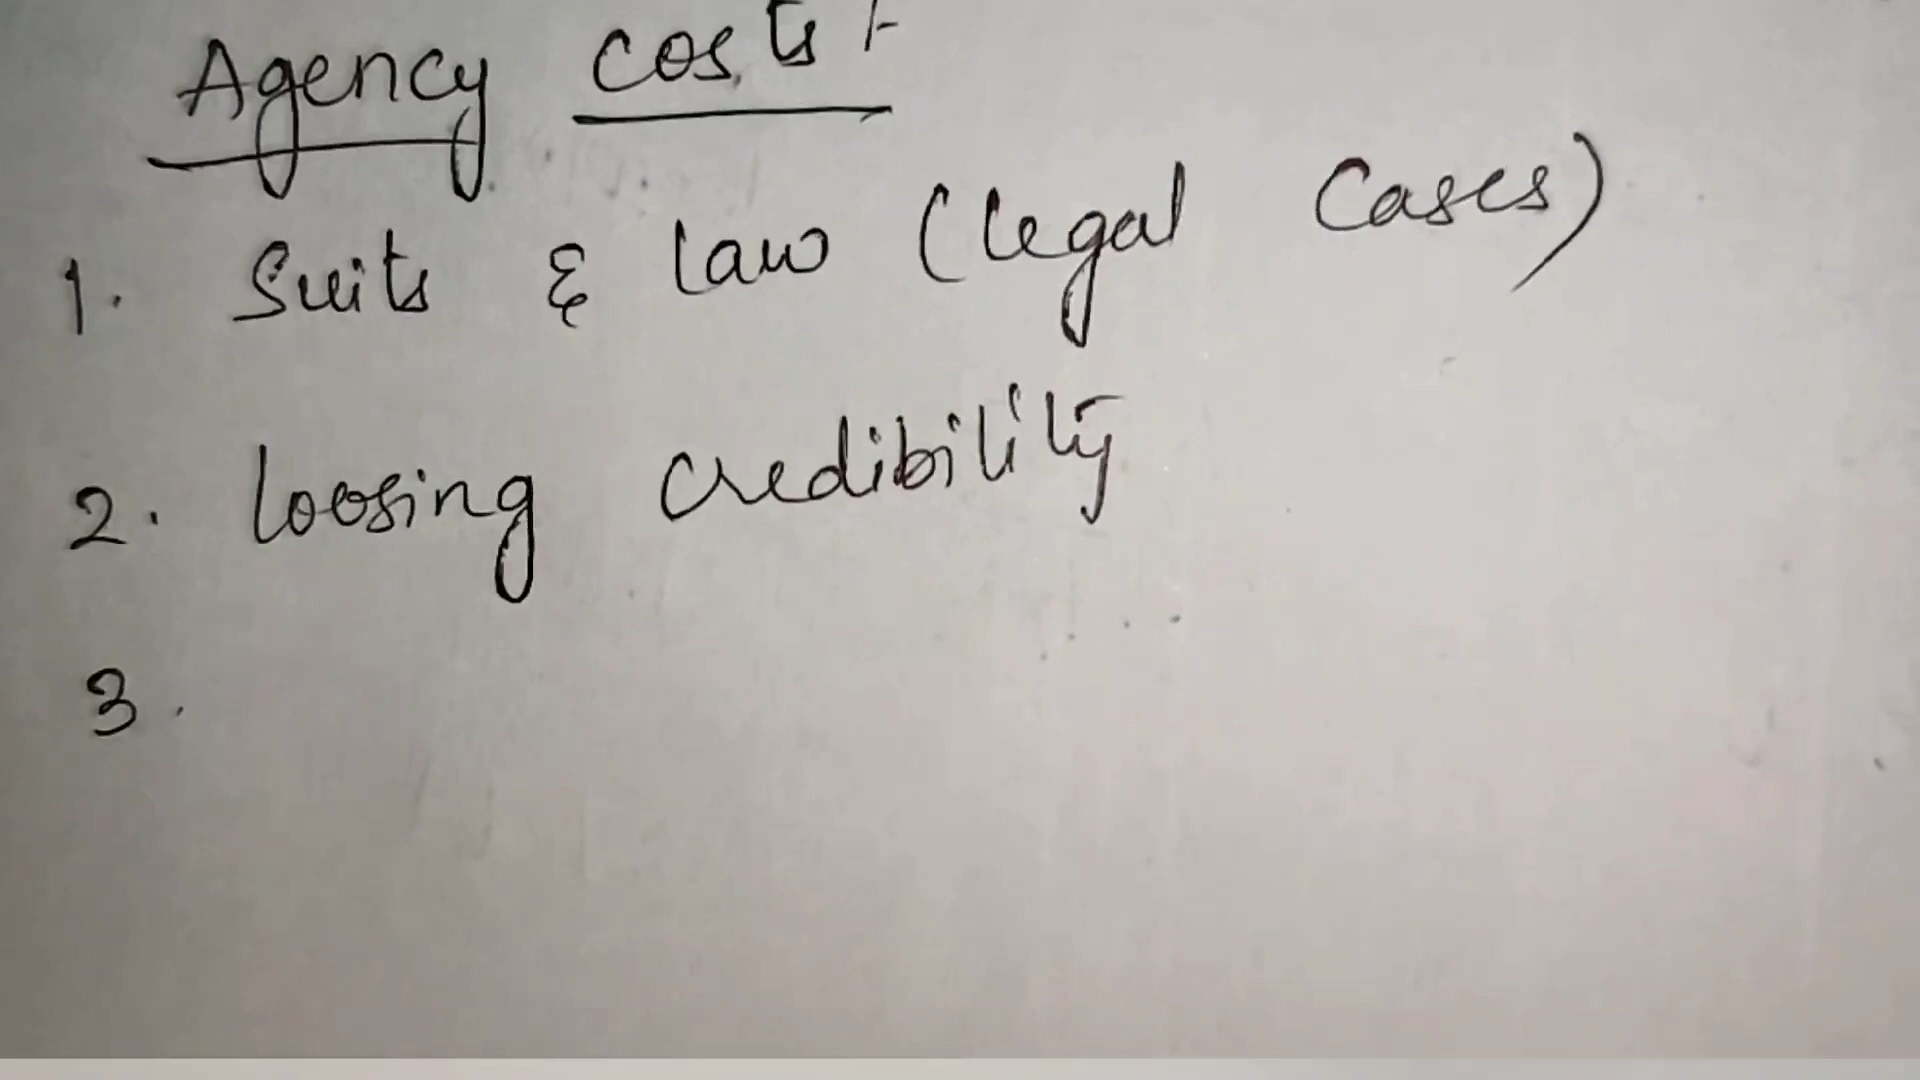 Agency costs :-
1. Suits & law (legal cases)
2. loosing credibility
3.